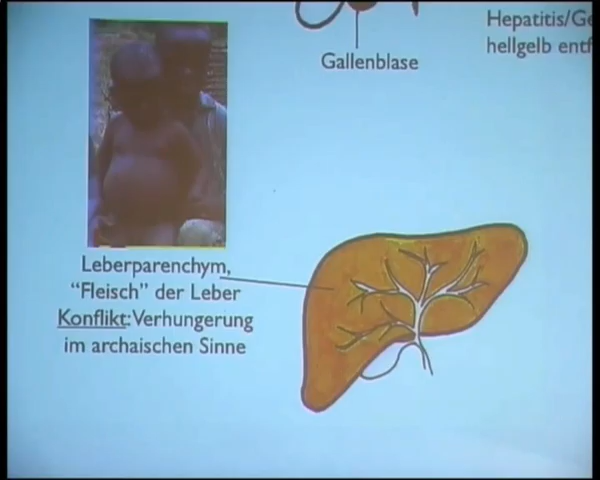 Hepatitis/Ge
hellgelb entf
Gallenblase
Leberparenchym,
“Fleisch” der Leber
Konflikt:Verhungerung
im archaischen Sinne